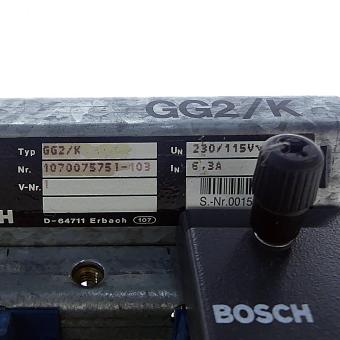 GG2/K
Typ GG2/K UN 230/115V
Nr. 1070075751-103 IN 6,3A
V-Nr. 1
S.-Nr.0015
D-64711 Erbach 107
BOSCH